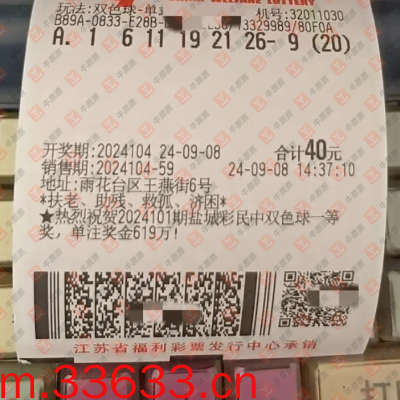 玩法:双色球-单
机号:32011030
B89A-0833-E28B-
13329989/80F0A
A. 1 6 11 19 21 26- 9 (20)
开奖期:2024104 24-09-08 合计40元
销售期:2024104-59 24-09-08 14:37:10
地址:雨花台区王燕街6号
*扶老、助残、救孤、济困*
★热烈祝贺2024101期盐城彩民中双色球一等
奖,单注奖金619万!
江苏省福利彩票发行中心承销
m.33633.cn